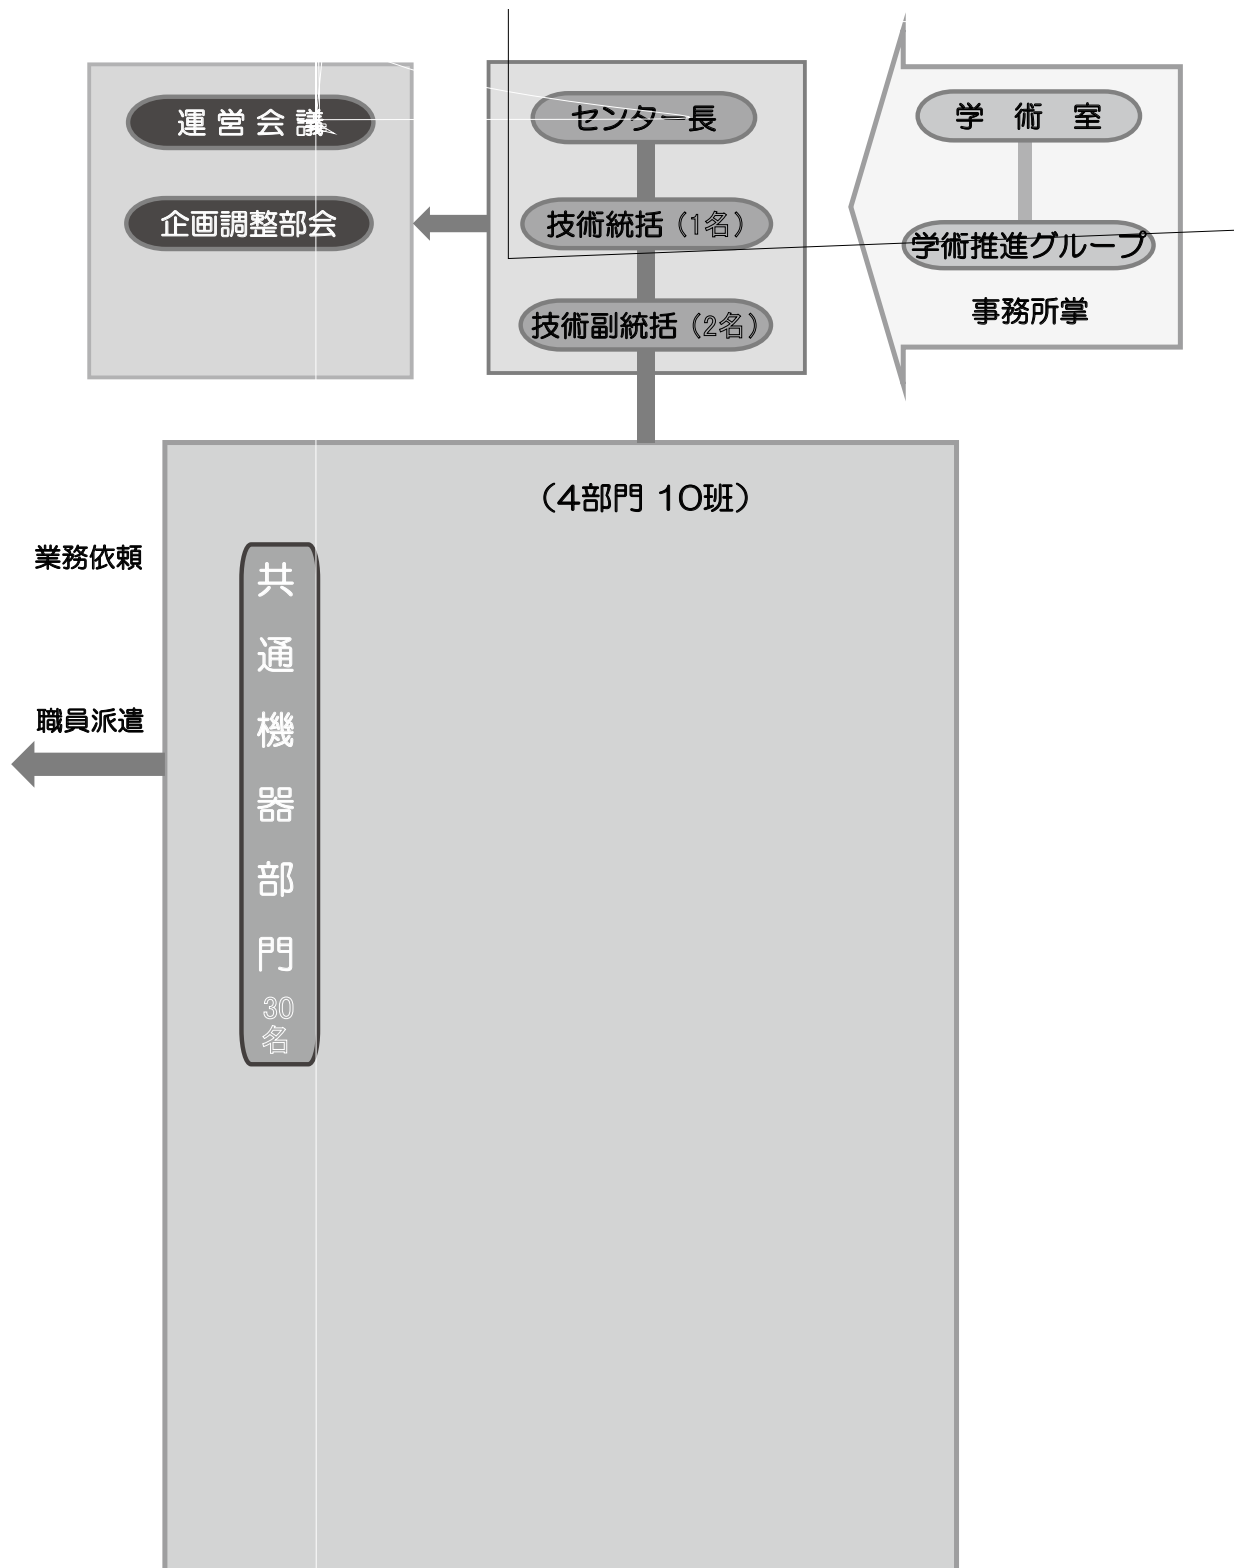 運営会議
企画調整部会
センター長
技術統括（1名）
技術副統括（2名）
学術室
学術推進グループ
事務所掌
（4部門 10班）
業務依頼
職員派遣
共通機器部門
30
名